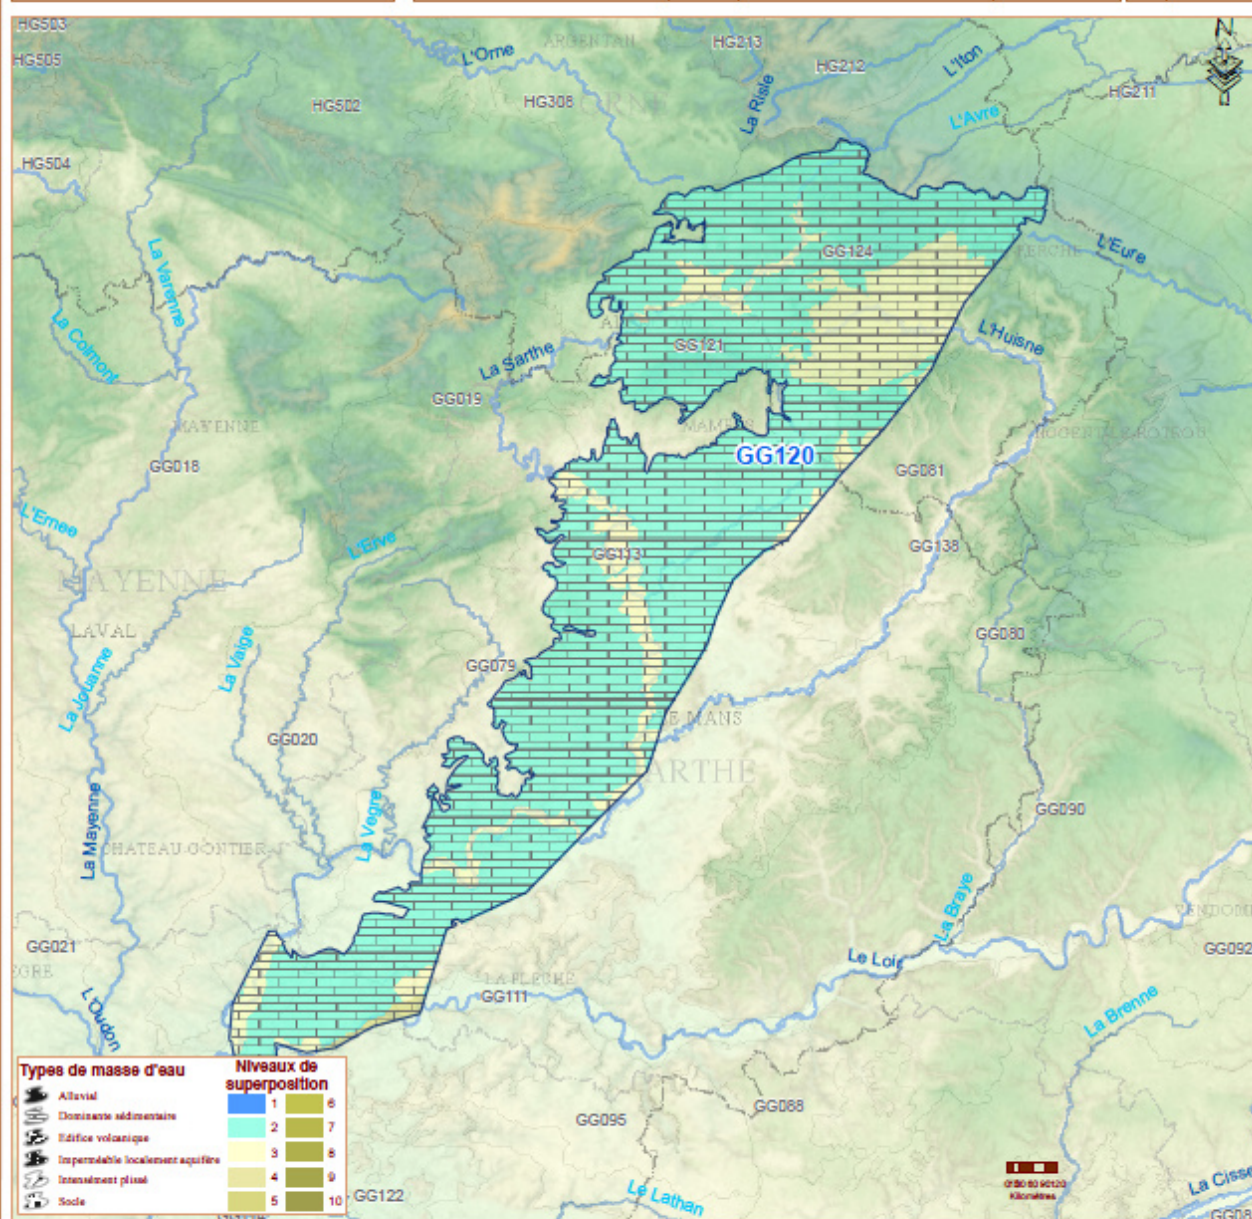 HG503
L'Orne
ARGENTAN
HG213
N
HG505
HG212
L'Iton
HG502
HG308
ORNE
La Risle
HG211
L'Avre
HG504
La Varenne
GG124
PERCHE
L'Eure
La Colmont
La Sarthe
GG121
L'Huisne
GG019
MAYENNE
MAMERS
GG120
GG018
GG081
L'Ernee
L'Erve
GG113
GG138
MAYENNE
LAVAL
La Vaige
GG079
GG080
La Jouanne
GG020
LE MANS
SARTHE
La Mayenne
La Vegre
GG090
CHATEAU-GONTIER
La Braye
VENDOME
GG021
GG092
SEGRE
LA FLECHE
Le Loir
GG111
L'Oudon
La Brenne
Types de masse d'eau
Alluvial
Dominante sédimentaire
Edifice volcanique
Imperméable localement aquifère
Intensément plissé
Socle
Niveaux de
superposition
1 6
2 7
3 8
4 9
5 10
GG095
GG088
GG122
Le Lathan
Kilomètres
La Cisse